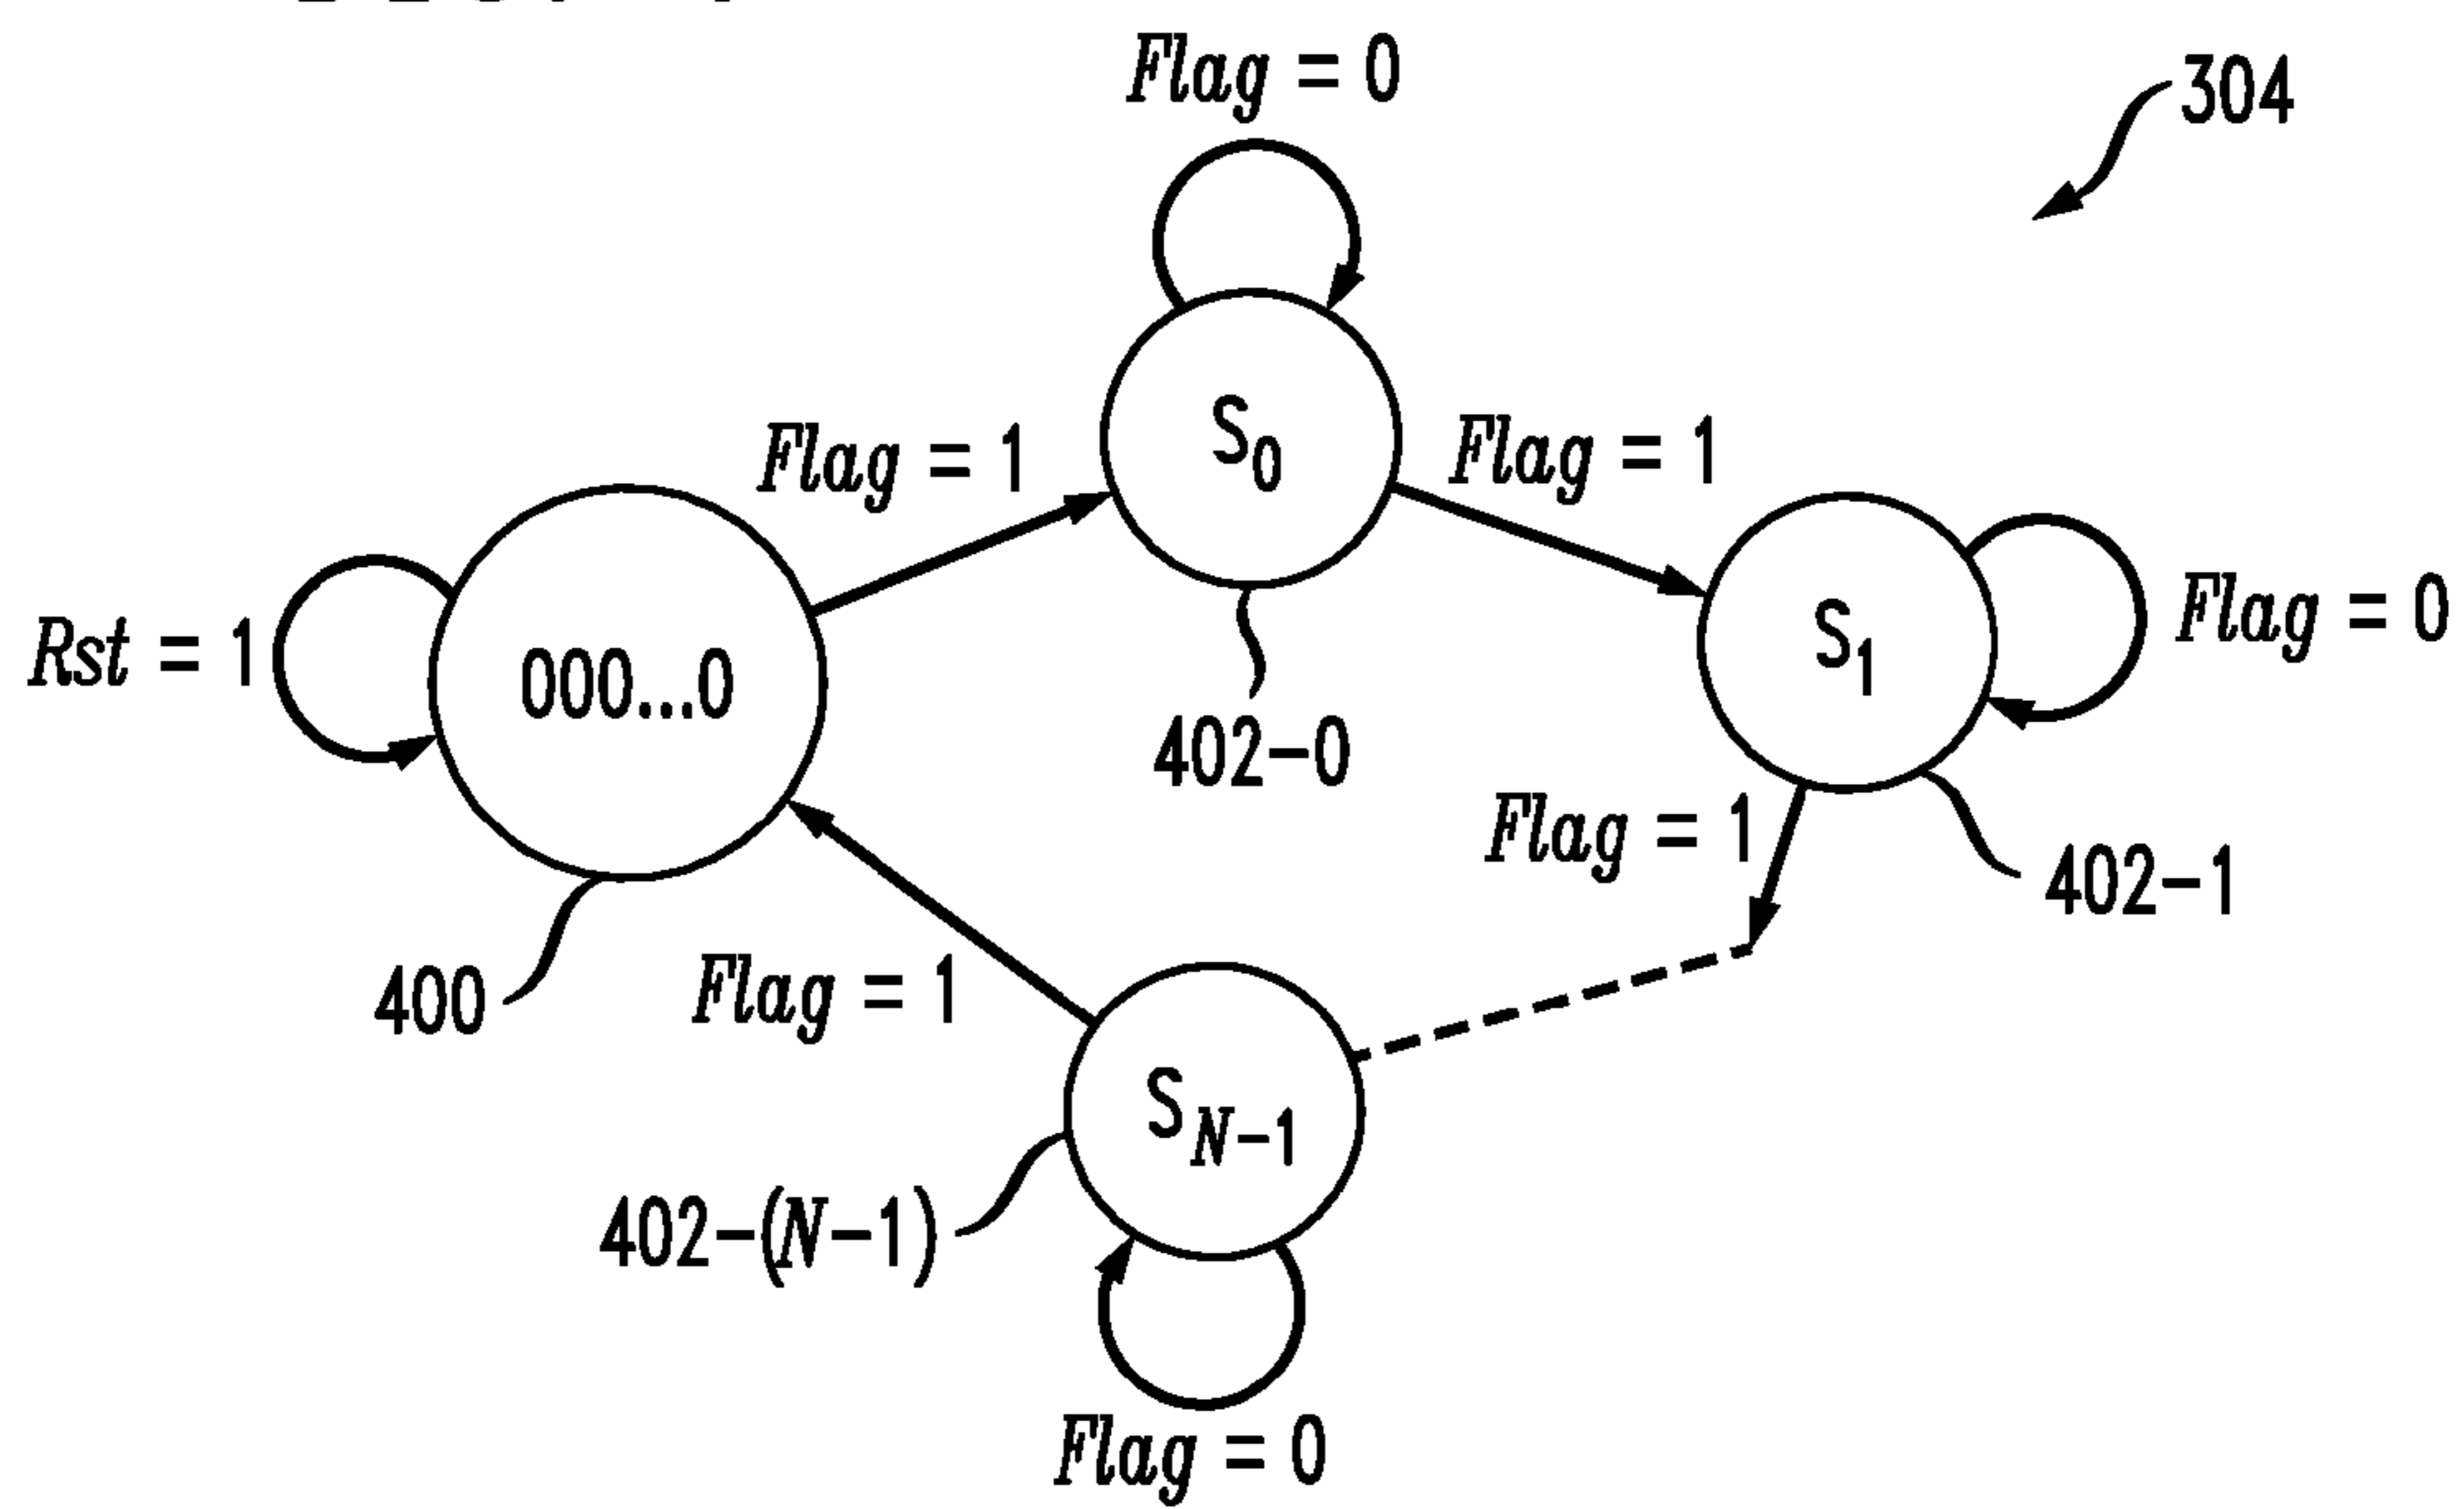 Flag = 0
304
S0
Flag = 1
Flag = 1
S1
Flag = 0
Rst = 1
000...0
402-0
Flag = 1
402-1
400
Flag = 1
SN-1
402-(N-1)
Flag = 0